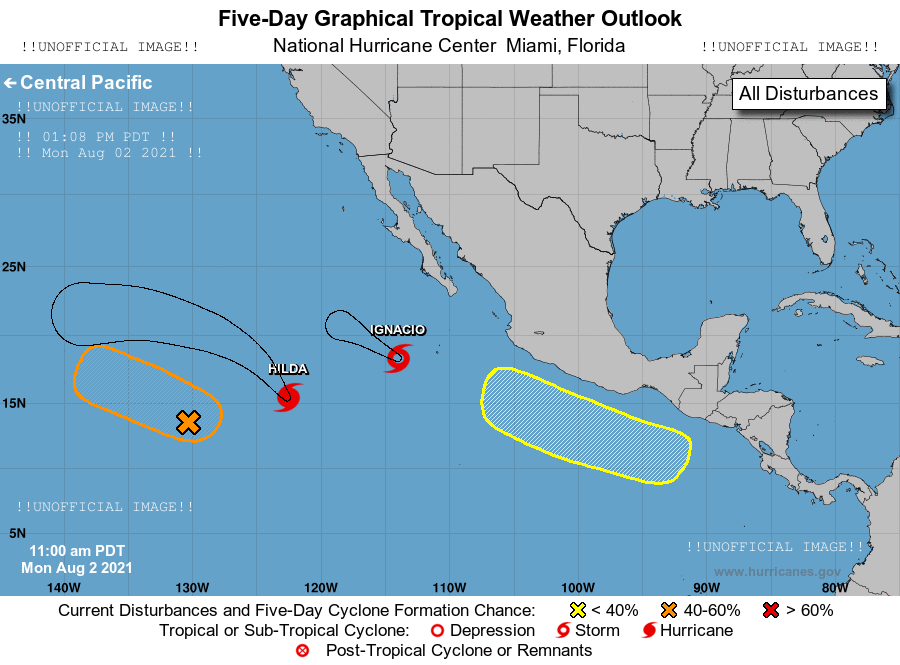 Five-Day Graphical Tropical Weather Outlook
!!UNOFFICIAL IMAGE!! National Hurricane Center Miami, Florida !!UNOFFICIAL IMAGE!!
← Central Pacific
All Disturbances
!!UNOFFICIAL IMAGE!!
35N
!! 01:08 PM PDT !!
!! Mon Aug 02 2021 !!
25N
IGNACIO
HILDA
15N
!!UNOFFICIAL IMAGE!!
5N
!!UNOFFICIAL IMAGE!!
11:00 am PDT
Mon Aug 2 2021
www.hurricanes.gov
140W 130W 120W 110W 100W 90W 80W
Current Disturbances and Five-Day Cyclone Formation Chance: < 40% 40-60% > 60%
Tropical or Sub-Tropical Cyclone: Depression Storm Hurricane
Post-Tropical Cyclone or Remnants